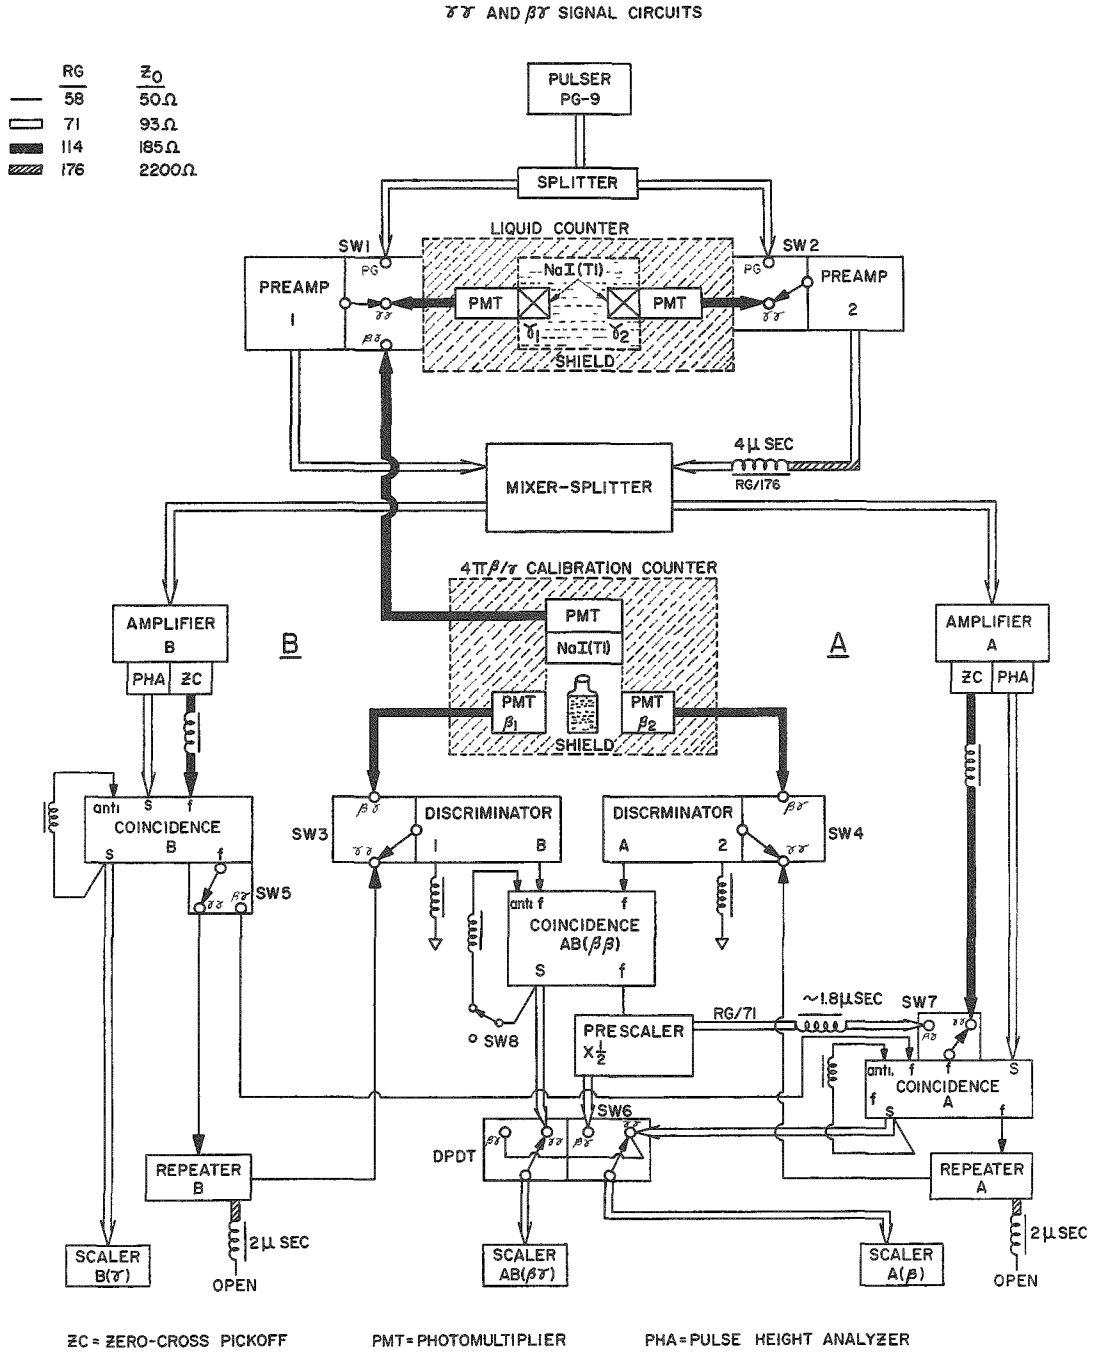 γγ AND βγ SIGNAL CIRCUITS
RG Z0
58 50Ω
71 93Ω
114 185Ω
176 2200Ω
PULSER
PG-9
SPLITTER
LIQUID COUNTER
SW1
SW2
PG
PG
NaI(Tl)
PREAMP
1
PREAMP
2
PMT
PMT
γγ
γγ
γ1
γ2
βγ
SHIELD
4μ SEC
RG/176
MIXER-SPLITTER
4πβ/γ CALIBRATION COUNTER
PMT
NaI(Tl)
AMPLIFIER
B
B
A
AMPLIFIER
A
PHA
ZC
ZC
PHA
PMT
β1
PMT
β2
SHIELD
anti S f
COINCIDENCE
B
S f
SW5
γγ βγ
SW3
βγ
γγ
DISCRIMINATOR
1 B
DISCRMINATOR
A 2
βγ
γγ
SW4
anti f f
COINCIDENCE
AB(ββ)
S f
SW8
RG/71
~1.8μSEC
SW7
βγ γγ
PRESCALER
X 1/2
anti. f f S
COINCIDENCE
A
f
S f
SW6
DPDT
βγ γγ βγ γγ
REPEATER
B
REPEATER
A
2μ SEC
OPEN
2μ SEC
OPEN
SCALER
B(γ)
SCALER
AB(βγ)
SCALER
A(β)
ZC = ZERO-CROSS PICKOFF PMT = PHOTOMULTIPLIER PHA = PULSE HEIGHT ANALYZER